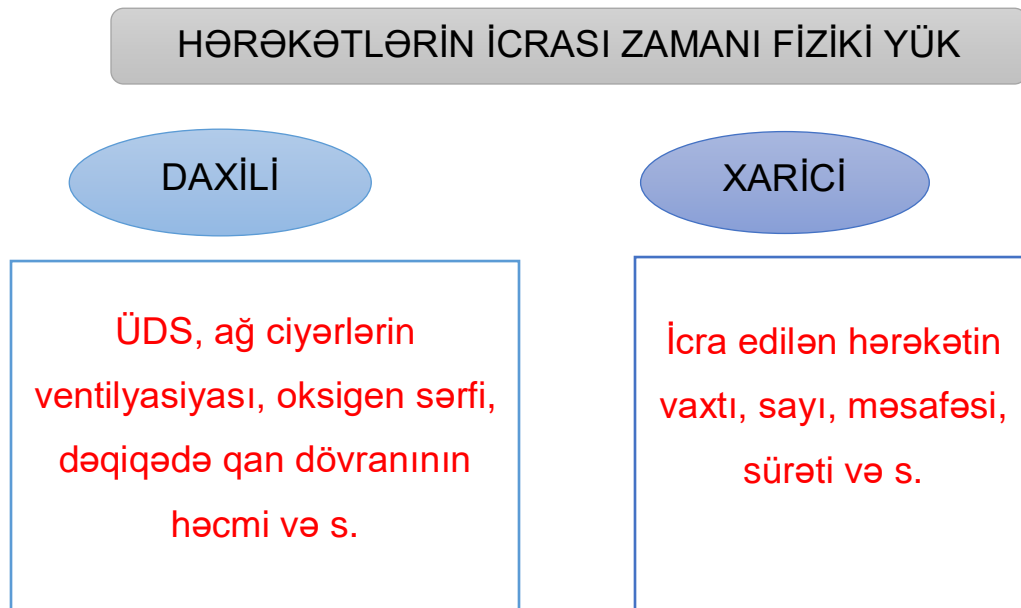 HƏRƏKƏTLƏRİN İCRASI ZAMANI FİZİKİ YÜK
DAXİLİ
XARİCİ
ÜDS, ağ ciyərlərin
ventilyasiyası, oksigen sərfi,
dəqiqədə qan dövranının
həcmi və s.
İcra edilən hərəkətin
vaxtı, sayı, məsafəsi,
sürəti və s.